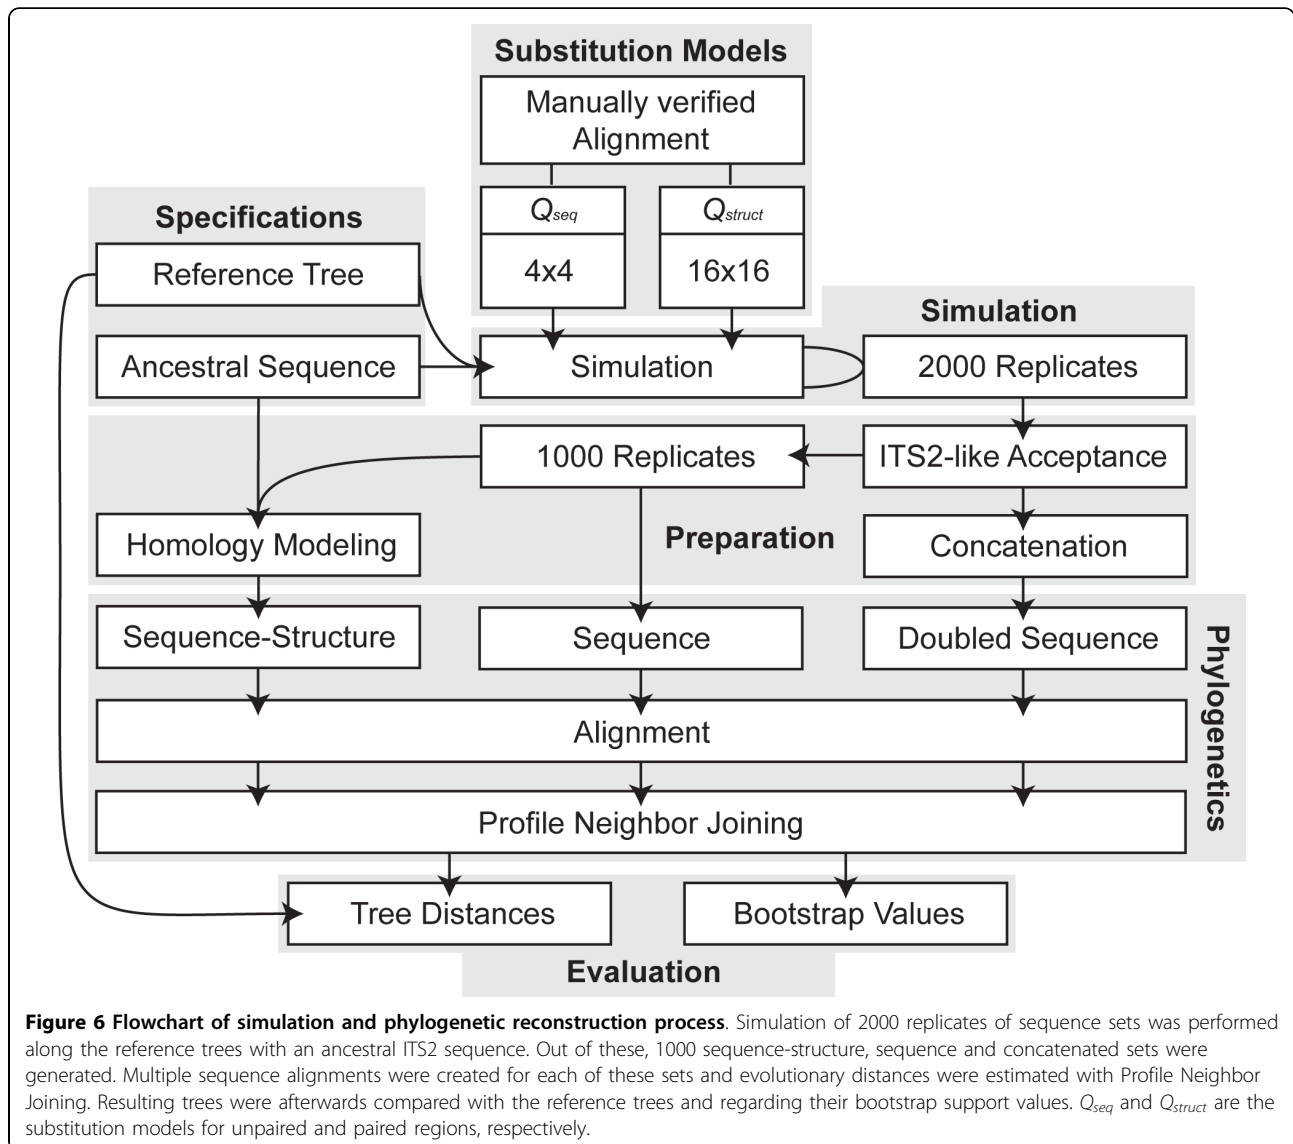 Substitution Models
Manually verified
Alignment
Qseq
Qstruct
4x4
16x16
Specifications
Reference Tree
Ancestral Sequence
Simulation
Simulation
2000 Replicates
1000 Replicates
ITS2-like Acceptance
Homology Modeling
Preparation
Concatenation
Sequence-Structure
Sequence
Doubled Sequence
Phylogenetics
Alignment
Profile Neighbor Joining
Tree Distances
Bootstrap Values
Evaluation
Figure 6 Flowchart of simulation and phylogenetic reconstruction process. Simulation of 2000 replicates of sequence sets was performed
along the reference trees with an ancestral ITS2 sequence. Out of these, 1000 sequence-structure, sequence and concatenated sets were
generated. Multiple sequence alignments were created for each of these sets and evolutionary distances were estimated with Profile Neighbor
Joining. Resulting trees were afterwards compared with the reference trees and regarding their bootstrap support values. Qseq and Qstruct are the
substitution models for unpaired and paired regions, respectively.